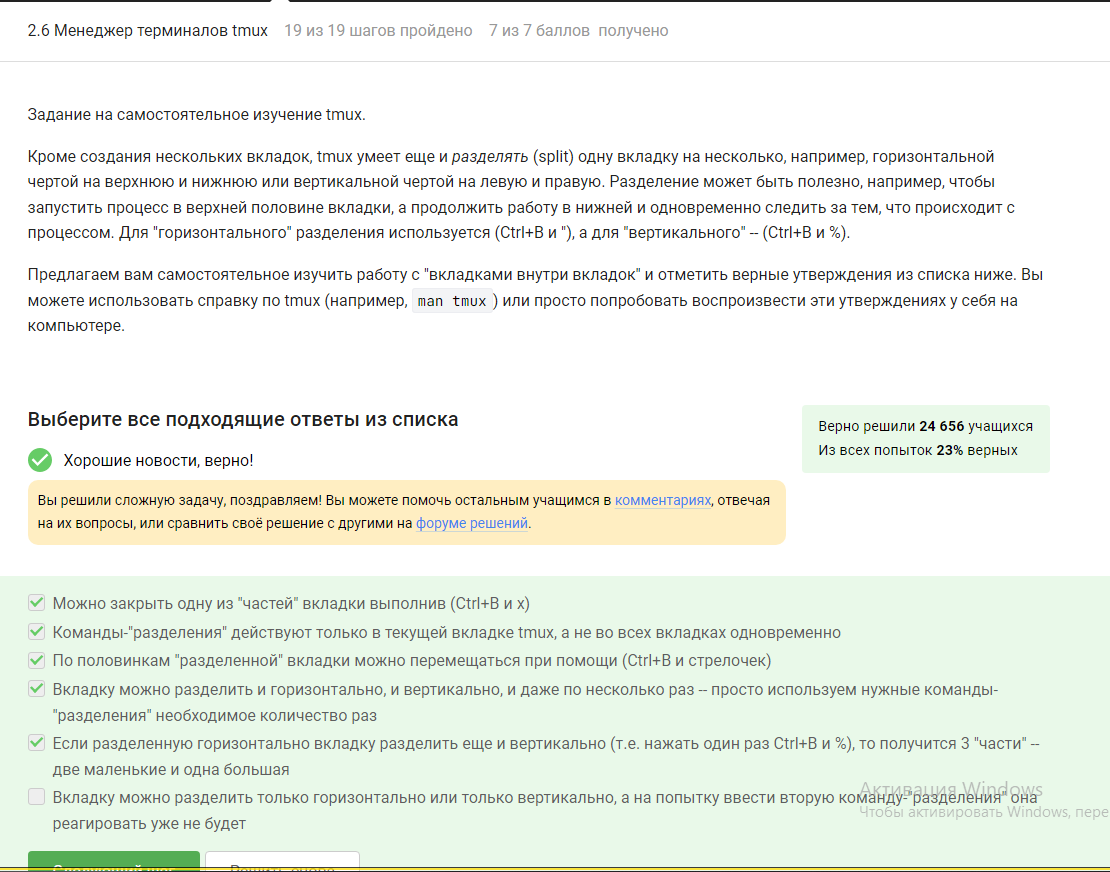 2.6 Менеджер терминалов tmux 19 из 19 шагов пройдено 7 из 7 баллов получено
Задание на самостоятельное изучение tmux.
Кроме создания нескольких вкладок, tmux умеет еще и разделять (split) одну вкладку на несколько, например, горизонтальной
чертой на верхнюю и нижнюю или вертикальной чертой на левую и правую. Разделение может быть полезно, например, чтобы
запустить процесс в верхней половине вкладки, а продолжить работу в нижней и одновременно следить за тем, что происходит с
процессом. Для "горизонтального" разделения используется (Ctrl+B и "), а для "вертикального" -- (Ctrl+B и %).
Предлагаем вам самостоятельное изучить работу с "вкладками внутри вкладок" и отметить верные утверждения из списка ниже. Вы
можете использовать справку по tmux (например, man tmux ) или просто попробовать воспроизвести эти утверждениях у себя на
компьютере.
Выберите все подходящие ответы из списка
Верно решили 24 656 учащихся
Из всех попыток 23% верных
Хорошие новости, верно!
Вы решили сложную задачу, поздравляем! Вы можете помочь остальным учащимся в комментариях, отвечая
на их вопросы, или сравнить своё решение с другими на форуме решений.
Можно закрыть одну из "частей" вкладки выполнив (Ctrl+B и x)
Команды-"разделения" действуют только в текущей вкладке tmux, а не во всех вкладках одновременно
По половинкам "разделенной" вкладки можно перемещаться при помощи (Ctrl+B и стрелочек)
Вкладку можно разделить и горизонтально, и вертикально, и даже по несколько раз -- просто используем нужные команды-
"разделения" необходимое количество раз
Если разделенную горизонтально вкладку разделить еще и вертикально (т.е. нажать один раз Ctrl+B и %), то получится 3 "части" --
две маленькие и одна большая
Вкладку можно разделить только горизонтально или только вертикально, а на попытку ввести вторую команду-"разделения" она
реагировать уже не будет
Активация Windows
Чтобы активировать Windows, пере